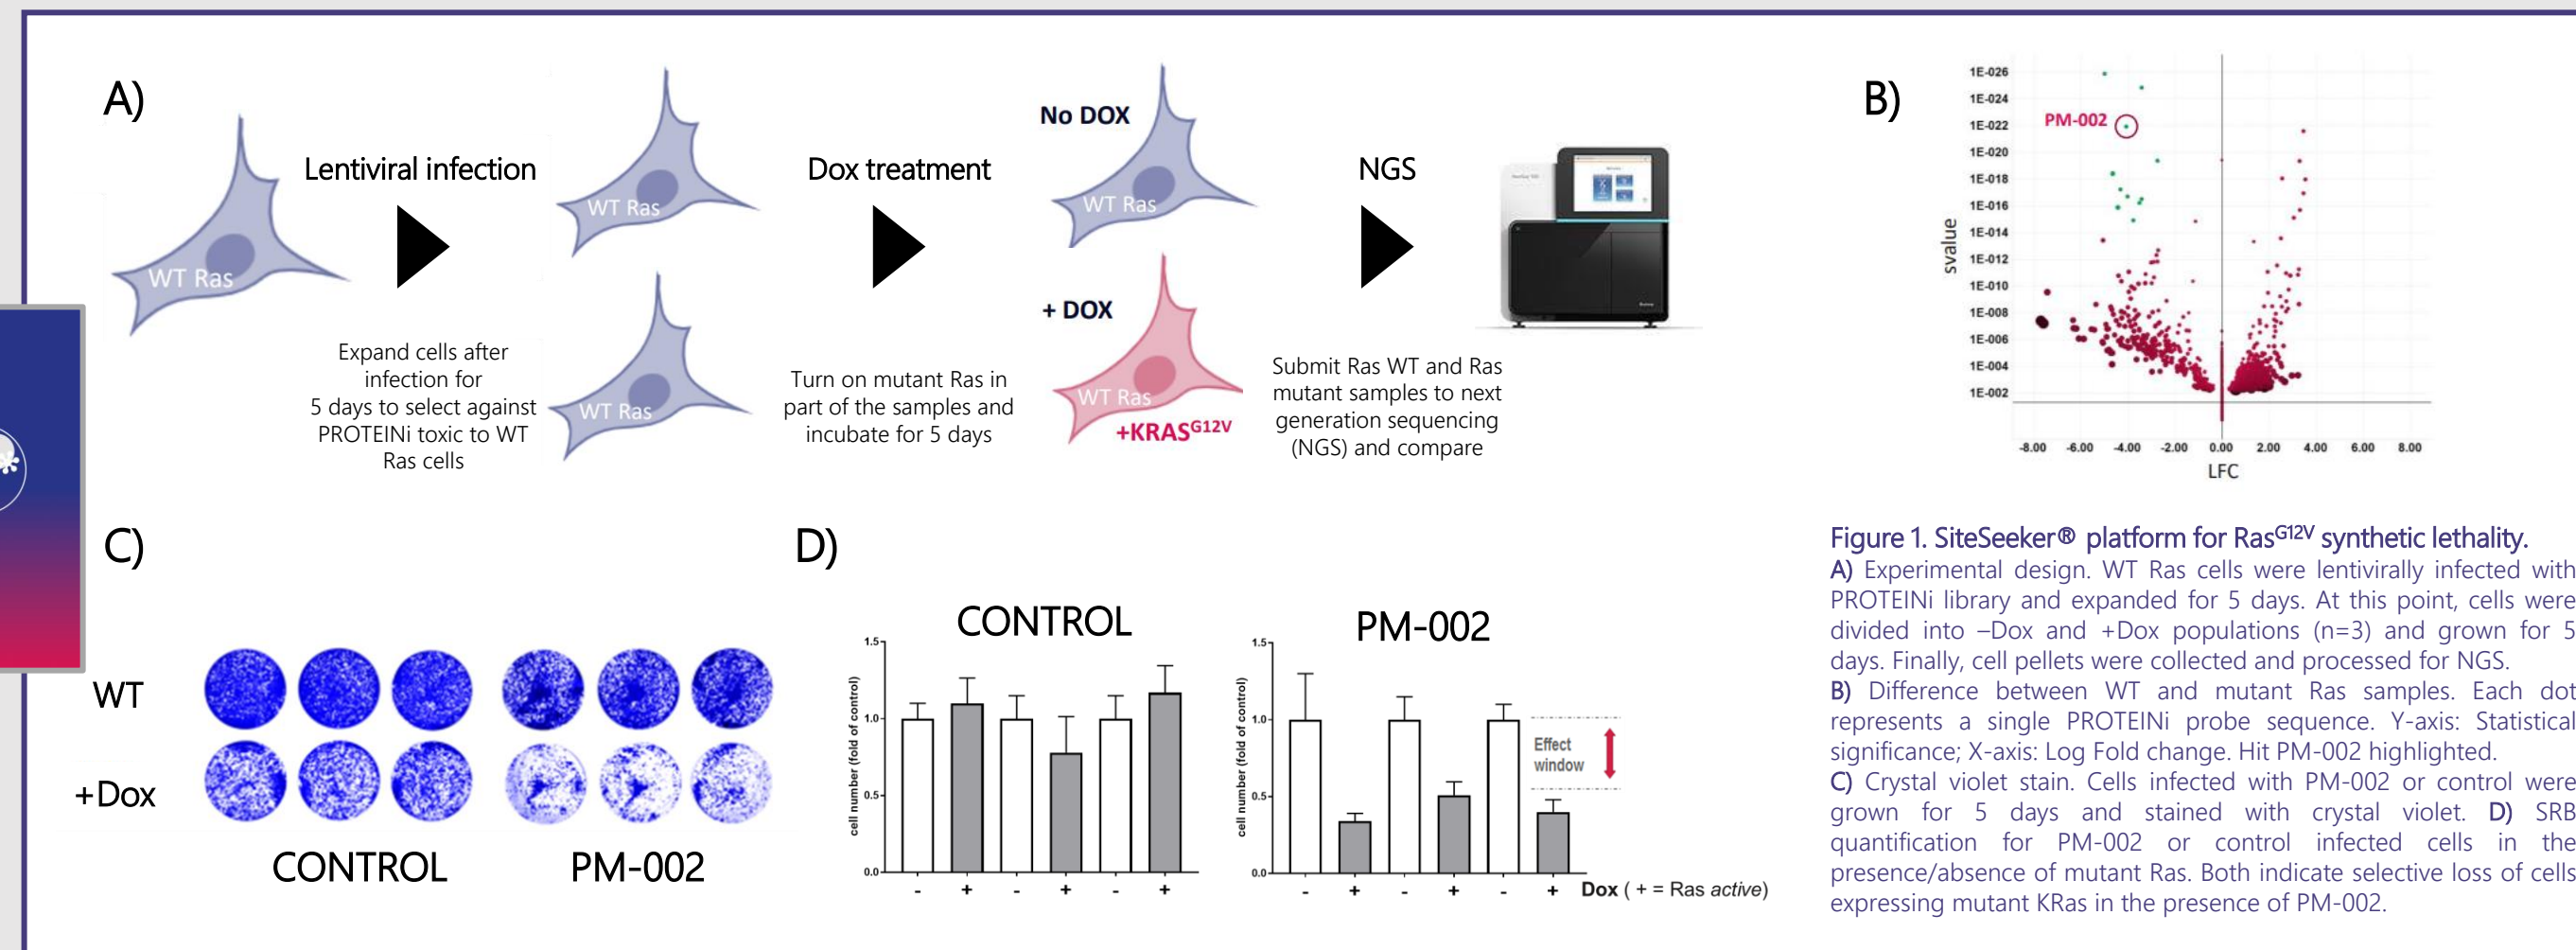 A)
WT Ras
Lentiviral infection
Expand cells after
infection for
5 days to select against
PROTEINi toxic to WT
Ras cells
WT Ras
WT Ras
Dox treatment
Turn on mutant Ras in
part of the samples and
incubate for 5 days
No DOX
WT Ras
+ DOX
WT Ras
+KRASG12V
NGS
Submit Ras WT and Ras
mutant samples to next
generation sequencing
(NGS) and compare
B)
svalue
1E-026
1E-024
1E-022
1E-020
1E-018
1E-016
1E-014
1E-012
1E-010
1E-008
1E-006
1E-004
1E-002
PM-002
-8.00 -6.00 -4.00 -2.00 0.00 2.00 4.00 6.00 8.00
LFC
C)
WT
+Dox
CONTROL PM-002
D)
CONTROL
cell number (fold of control)
1.5
1.0
0.5
0.0
- + - + - +
PM-002
cell number (fold of control)
1.5
1.0
0.5
0.0
Effect
window
- + - + - + Dox ( + = Ras active)
Figure 1. SiteSeeker® platform for RasG12V synthetic lethality.
A) Experimental design. WT Ras cells were lentivirally infected with
PROTEINi library and expanded for 5 days. At this point, cells were
divided into –Dox and +Dox populations (n=3) and grown for 5
days. Finally, cell pellets were collected and processed for NGS.
B) Difference between WT and mutant Ras samples. Each dot
represents a single PROTEINi probe sequence. Y-axis: Statistical
significance; X-axis: Log Fold change. Hit PM-002 highlighted.
C) Crystal violet stain. Cells infected with PM-002 or control were
grown for 5 days and stained with crystal violet. D) SRB
quantification for PM-002 or control infected cells in the
presence/absence of mutant Ras. Both indicate selective loss of cells
expressing mutant KRas in the presence of PM-002.